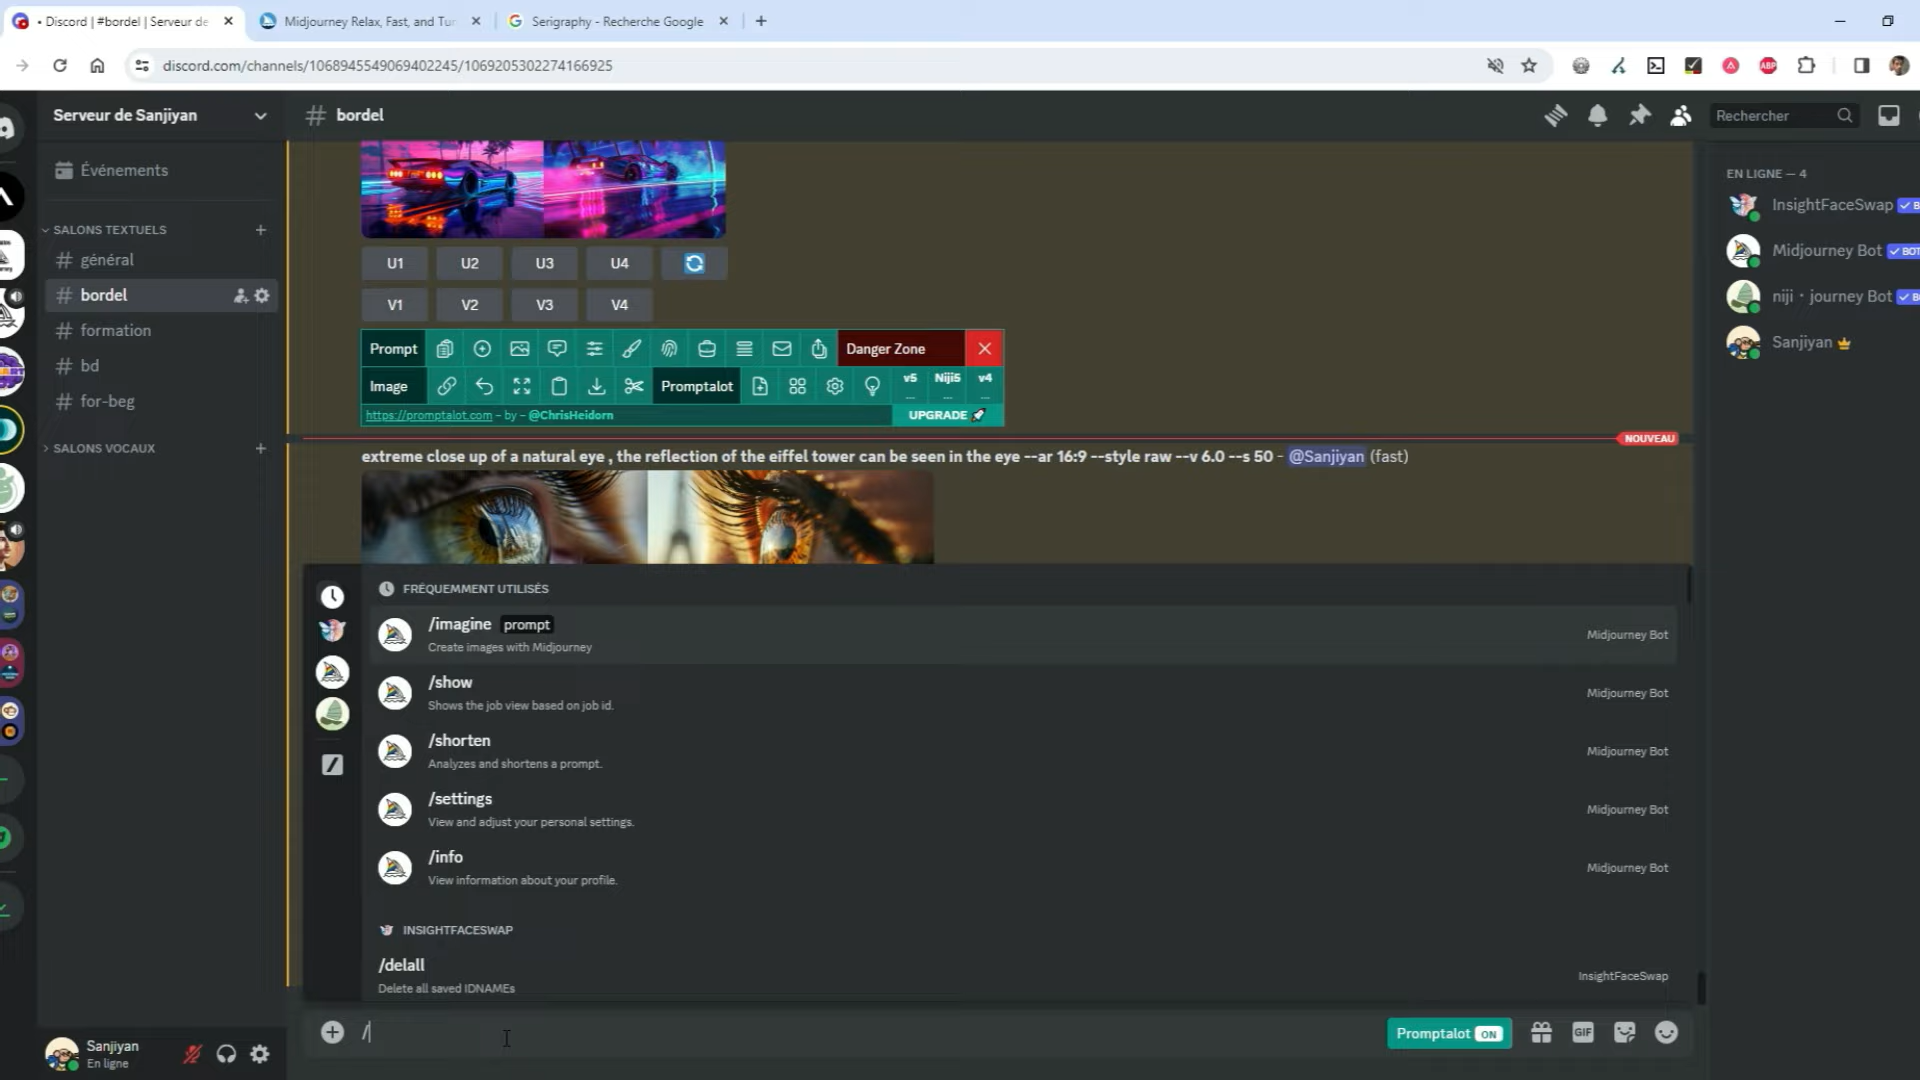 • Discord | #bordel | Serveur de
Midjourney Relax, Fast, and Tur
Serigraphy - Recherche Google
discord.com/channels/1068945549069402245/1069205302274166925
ABP
Serveur de Sanjiyan
# bordel
Rechercher
Événements
SALONS TEXTUELS
# général
# bordel
# formation
# bd
# for-beg
SALONS VOCAUX
U1 U2 U3 U4
V1 V2 V3 V4
Prompt
Danger Zone
Image
Promptalot
v5 Niji5 v4
... ... ...
https://promptalot.com – by – @ChrisHeidorn
UPGRADE
NOUVEAU
extreme close up of a natural eye , the reflection of the eiffel tower can be seen in the eye --ar 16:9 --style raw --v 6.0 --s 50 - @Sanjiyan (fast)
FRÉQUEMMENT UTILISÉS
/imagine prompt
Create images with Midjourney
Midjourney Bot
/show
Shows the job view based on job id.
Midjourney Bot
/shorten
Analyzes and shortens a prompt.
Midjourney Bot
/settings
View and adjust your personal settings.
Midjourney Bot
/info
View information about your profile.
Midjourney Bot
INSIGHTFACESWAP
/delall
Delete all saved IDNAMEs
InsightFaceSwap
/
Promptalot ON
GIF
Sanjiyan
En ligne
EN LIGNE — 4
InsightFaceSwap
Midjourney Bot BOT
niji・journey Bot
Sanjiyan